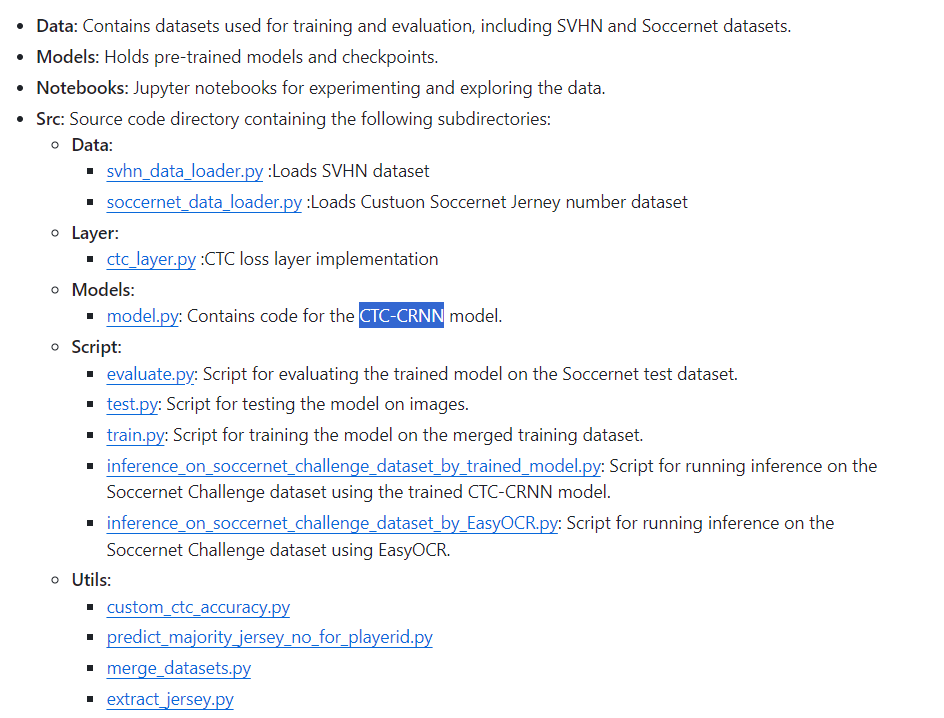 Data: Contains datasets used for training and evaluation, including SVHN and Soccernet datasets.
Models: Holds pre-trained models and checkpoints.
Notebooks: Jupyter notebooks for experimenting and exploring the data.
Src: Source code directory containing the following subdirectories:
Data:
svhn_data_loader.py :Loads SVHN dataset
soccernet_data_loader.py :Loads Custuon Soccernet Jerney number dataset
Layer:
ctc_layer.py :CTC loss layer implementation
Models:
model.py: Contains code for the CTC-CRNN model.
Script:
evaluate.py: Script for evaluating the trained model on the Soccernet test dataset.
test.py: Script for testing the model on images.
train.py: Script for training the model on the merged training dataset.
inference_on_soccernet_challenge_dataset_by_trained_model.py: Script for running inference on the
Soccernet Challenge dataset using the trained CTC-CRNN model.
inference_on_soccernet_challenge_dataset_by_EasyOCR.py: Script for running inference on the
Soccernet Challenge dataset using EasyOCR.
Utils:
custom_ctc_accuracy.py
predict_majority_jersey_no_for_playerid.py
merge_datasets.py
extract_jersey.py